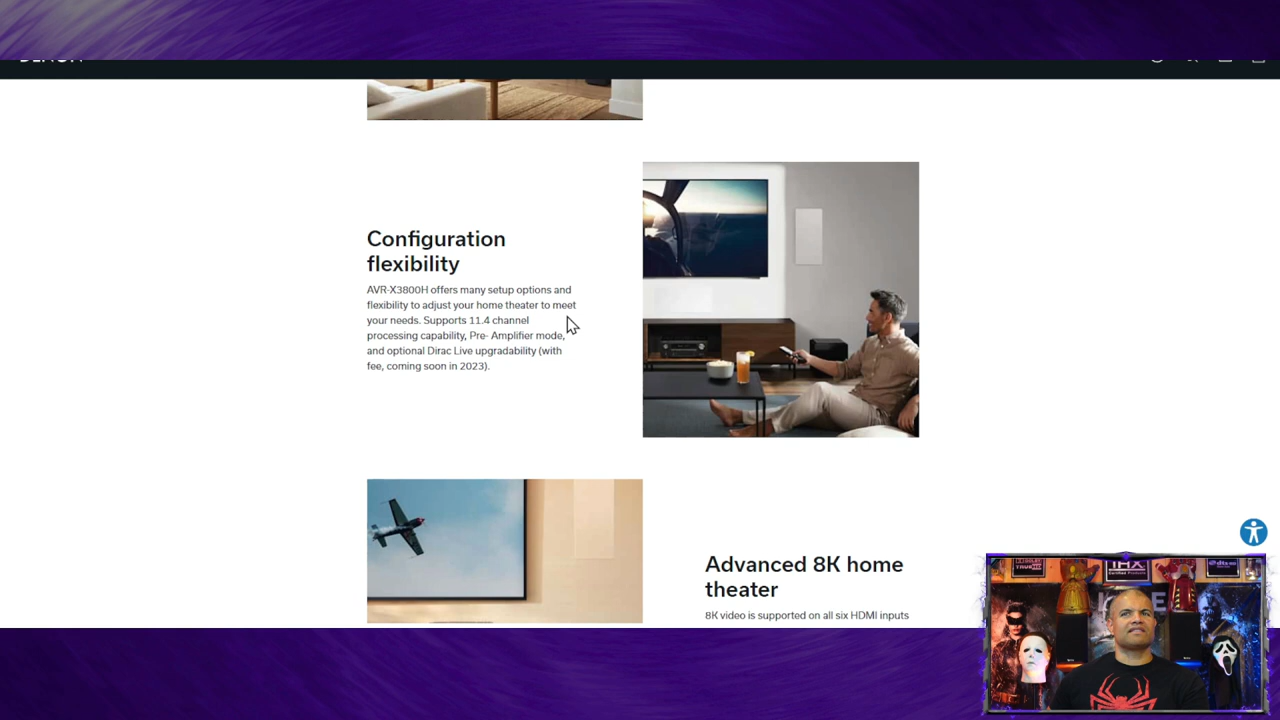 Configuration
flexibility
AVR-X3800H offers many setup options and
flexibility to adjust your home theater to meet
your needs. Supports 11.4 channel
processing capability, Pre- Amplifier mode,
and optional Dirac Live upgradability (with
fee, coming soon in 2023).
Advanced 8K home
theater
8K video is supported on all six HDMI inputs
THX